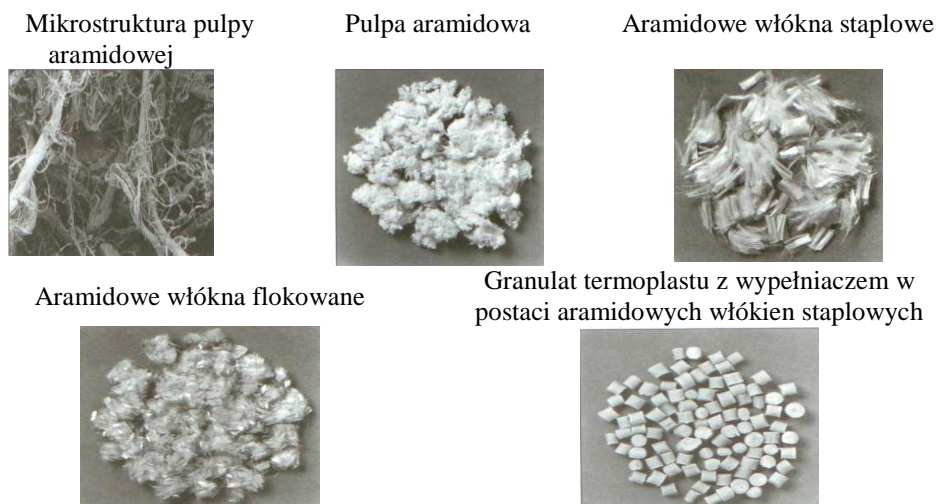 Mikrostruktura pulpy
aramidowej
Pulpa aramidowa
Aramidowe włókna staplowe
Aramidowe włókna flokowane
Granulat termoplastu z wypełniaczem w
postaci aramidowych włókien staplowych